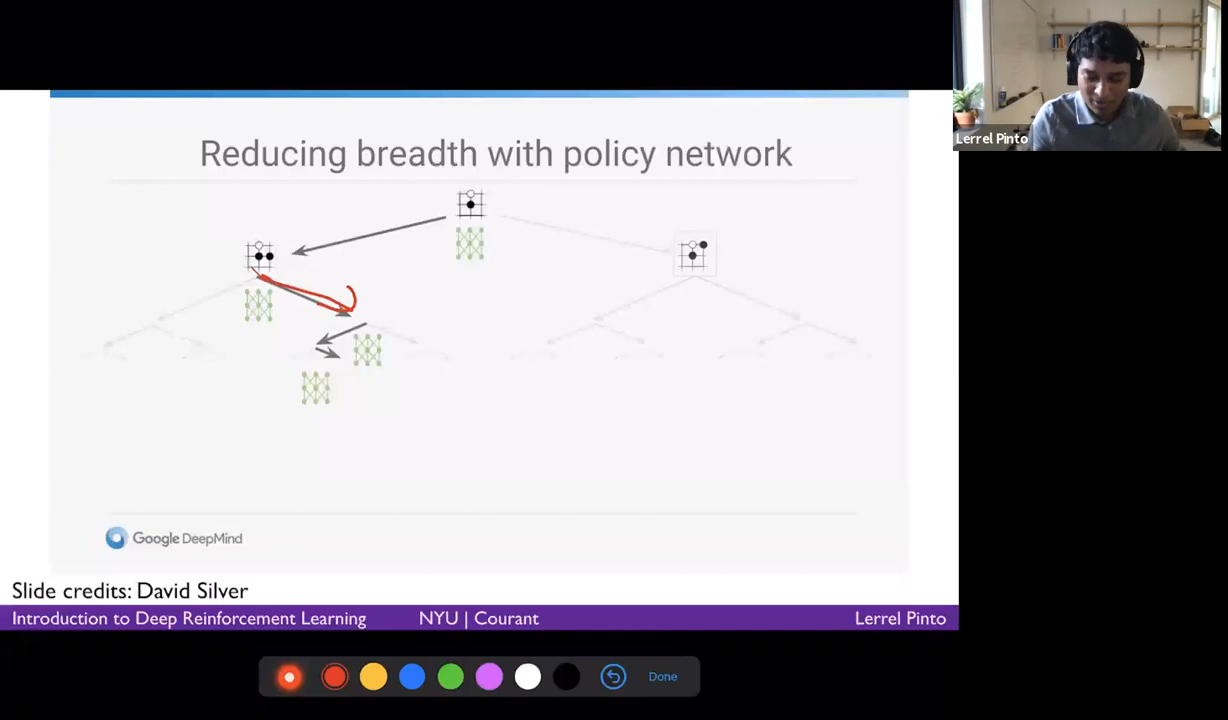 Lerrel Pinto
Reducing breadth with policy network
Google DeepMind
Slide credits: David Silver
Introduction to Deep Reinforcement Learning
NYU | Courant
Lerrel Pinto
Done